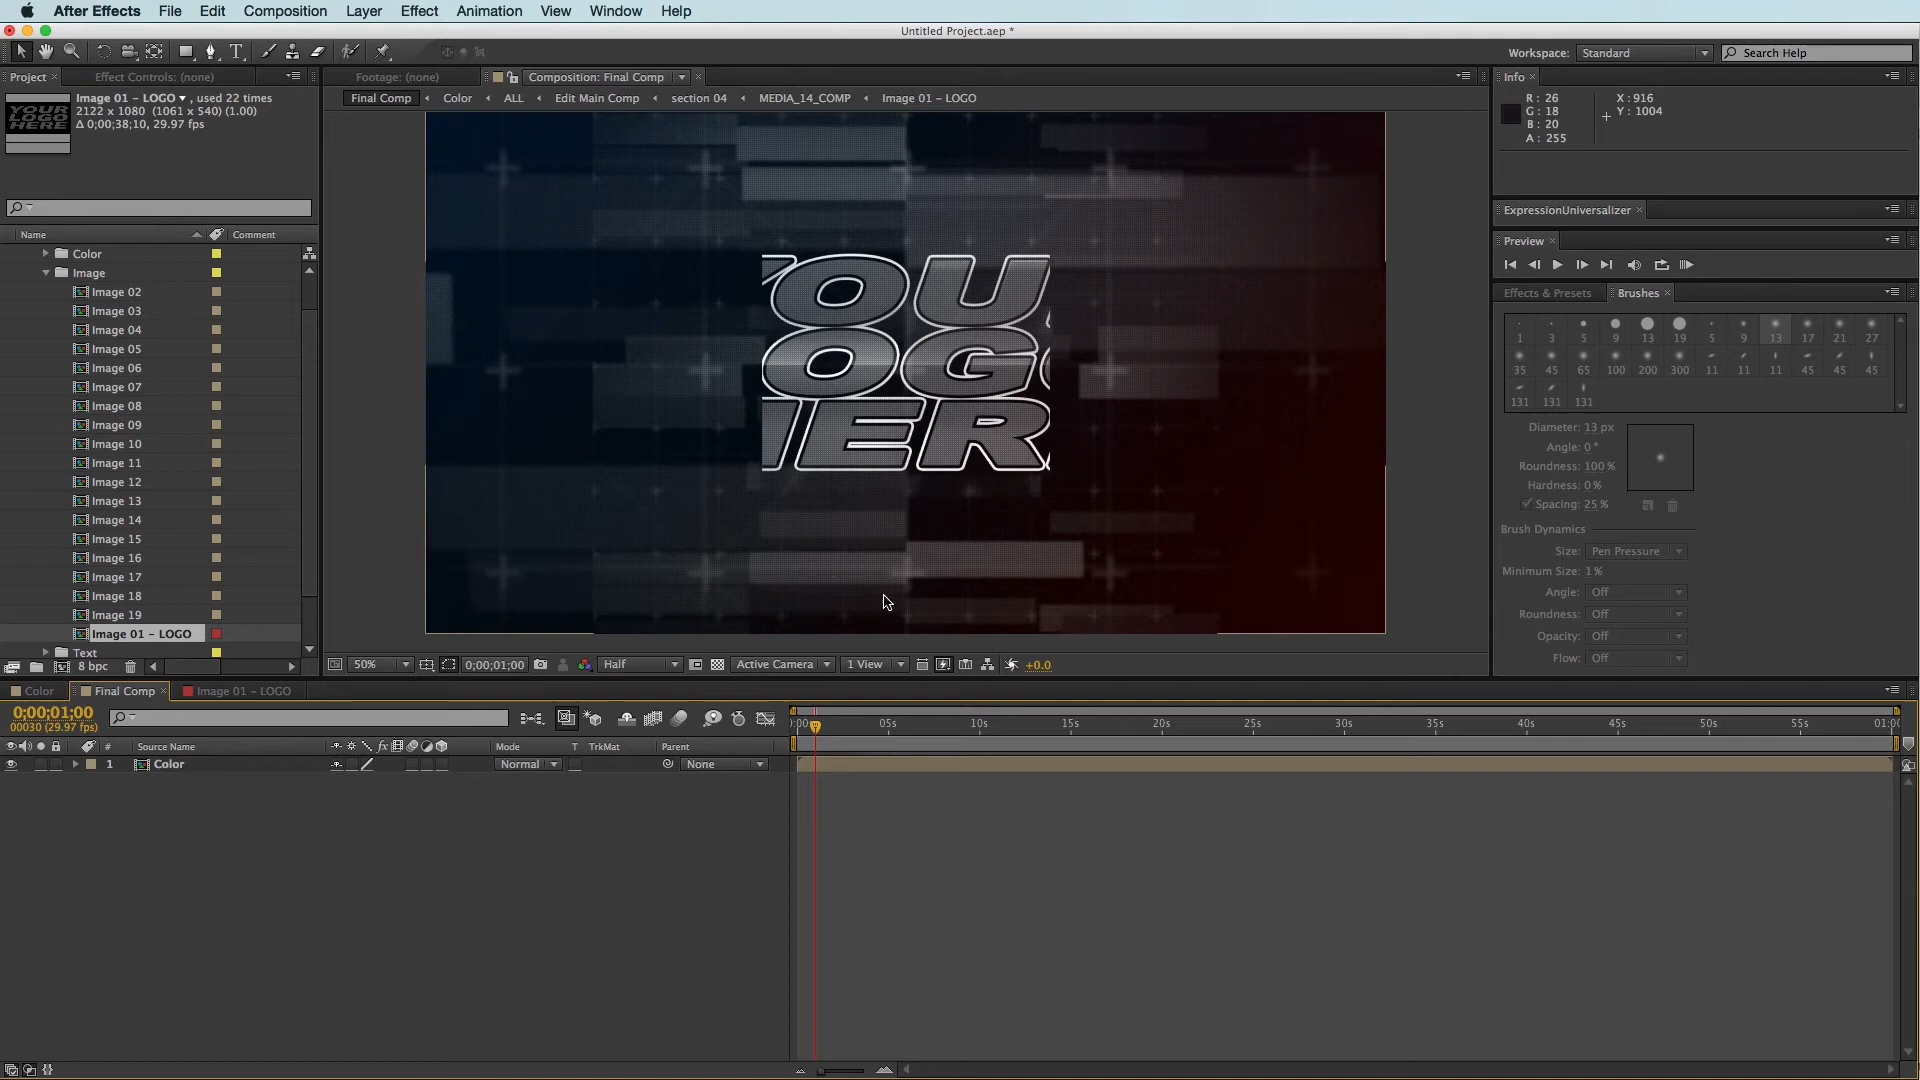 After Effects File Edit Composition Layer Effect Animation View Window Help
Untitled Project.aep *
Workspace: Standard Search Help
Project Effect Controls: (none) Footage: (none) Composition: Final Comp Info
Image 01 - LOGO , used 22 times
2122 x 1080 (1061 x 540) (1.00)
Δ 0;00;38;10, 29.97 fps
YOUR
LOGO
HERE
Final Comp Color ALL Edit Main Comp section 04 MEDIA_14_COMP Image 01 - LOGO
R : 26 X : 916
G : 18 Y : 1004
B : 20
A : 255
ExpressionUniversalizer
Preview
Effects & Presets Brushes
Name Comment
Color
Image
Image 02
Image 03
Image 04
Image 05
Image 06
Image 07
Image 08
Image 09
Image 10
Image 11
Image 12
Image 13
Image 14
Image 15
Image 16
Image 17
Image 18
Image 19
Image 01 - LOGO
Text
8 bpc
YOU
OGO
HER
1 3 5 9 13 19 5 9 13 17 21 27
35 45 65 100 200 300 11 11 11 45 45 45
131 131 131
Diameter: 13 px
Angle: 0°
Roundness: 100 %
Hardness: 0 %
Spacing: 25 %
Brush Dynamics
Size: Pen Pressure
Minimum Size: 1 %
Angle: Off
Roundness: Off
Opacity: Off
Flow: Off
50% 0;00;01;00 Half Active Camera 1 View +0.0
Color Final Comp Image 01 - LOGO
0;00;01;00
00030 (29.97 fps)
05s 10s 15s 20s 25s 30s 35s 40s 45s 50s 55s 01:00
# Source Name Mode T TrkMat Parent
1 Color Normal None